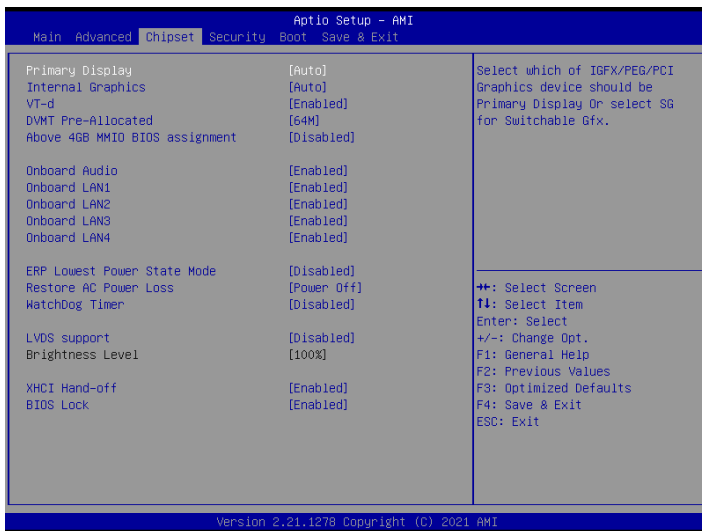 Aptio Setup - AMI
Main Advanced Chipset Security Boot Save & Exit
Primary Display [Auto]
Internal Graphics [Auto]
VT-d [Enabled]
DVMT Pre-Allocated [64M]
Above 4GB MMIO BIOS assignment [Disabled]
Onboard Audio [Enabled]
Onboard LAN1 [Enabled]
Onboard LAN2 [Enabled]
Onboard LAN3 [Enabled]
Onboard LAN4 [Enabled]
ERP Lowest Power State Mode [Disabled]
Restore AC Power Loss [Power Off]
WatchDog Timer [Disabled]
LVDS support [Disabled]
Brightness Level [100%]
XHCI Hand-off [Enabled]
BIOS Lock [Enabled]
Select which of IGFX/PEG/PCI
Graphics device should be
Primary Display Or select SG
for Switchable Gfx.
→←: Select Screen
↑↓: Select Item
Enter: Select
+/-: Change Opt.
F1: General Help
F2: Previous Values
F3: Optimized Defaults
F4: Save & Exit
ESC: Exit
Version 2.21.1278 Copyright (C) 2021 AMI